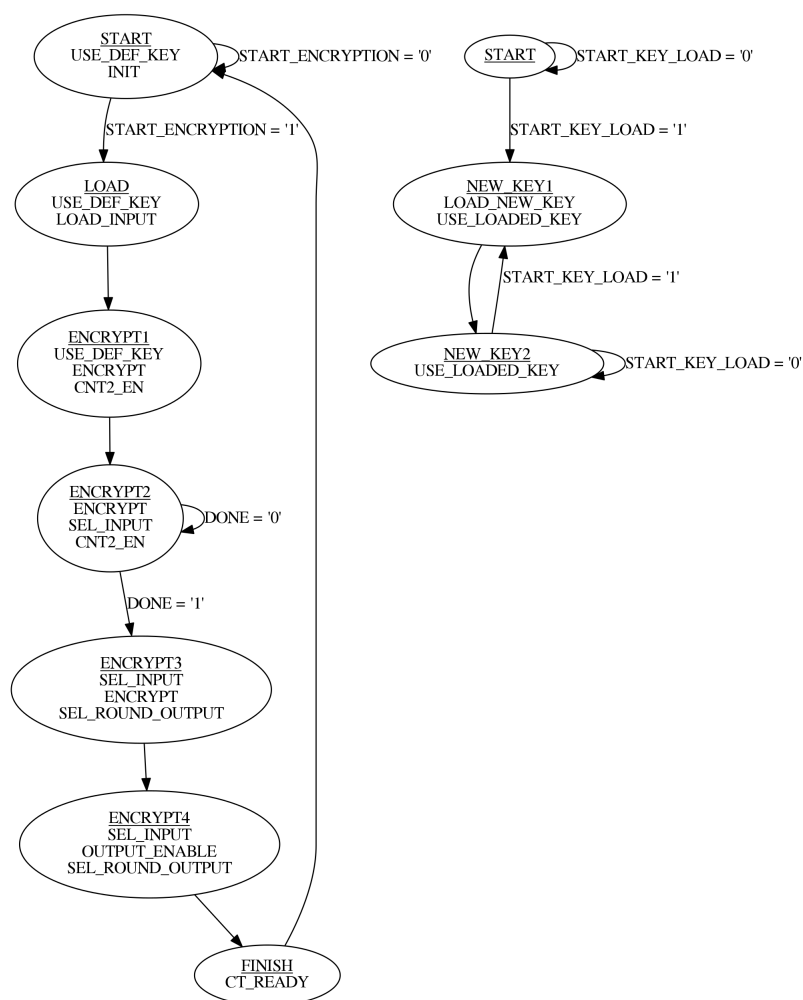 START
USE_DEF_KEY
INIT
START_ENCRYPTION = '0'
START_ENCRYPTION = '1'
LOAD
USE_DEF_KEY
LOAD_INPUT
ENCRYPT1
USE_DEF_KEY
ENCRYPT
CNT2_EN
ENCRYPT2
ENCRYPT
SEL_INPUT
CNT2_EN
DONE = '0'
DONE = '1'
ENCRYPT3
SEL_INPUT
ENCRYPT
SEL_ROUND_OUTPUT
ENCRYPT4
SEL_INPUT
OUTPUT_ENABLE
SEL_ROUND_OUTPUT
FINISH
CT_READY
START
START_KEY_LOAD = '0'
START_KEY_LOAD = '1'
NEW_KEY1
LOAD_NEW_KEY
USE_LOADED_KEY
START_KEY_LOAD = '1'
NEW_KEY2
USE_LOADED_KEY
START_KEY_LOAD = '0'